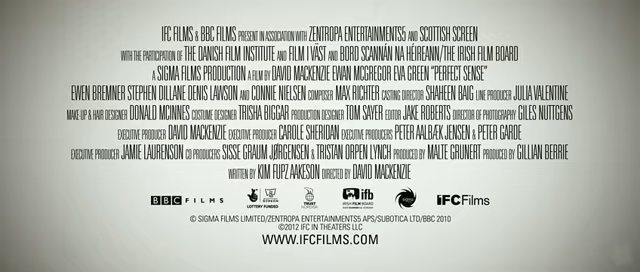 IFC FILMS & BBC FILMS PRESENT IN ASSOCIATION WITH ZENTROPA ENTERTAINMENTS5 AND SCOTTISH SCREEN
WITH THE PARTICIPATION OF THE DANISH FILM INSTITUTE AND FILM I VÄST AND BORD SCANNÁN NA HÉIREANN/THE IRISH FILM BOARD
A SIGMA FILMS PRODUCTION A FILM BY DAVID MACKENZIE EWAN MCGREGOR EVA GREEN "PERFECT SENSE"
EWEN BREMNER STEPHEN DILLANE DENIS LAWSON AND CONNIE NIELSEN COMPOSER MAX RICHTER CASTING DIRECTOR SHAHEEN BAIG LINE PRODUCER JULIA VALENTINE
MAKE-UP & HAIR DESIGNER DONALD MCINNES COSTUME DESIGNER TRISHA BIGGAR PRODUCTION DESIGNER TOM SAYER EDITOR JAKE ROBERTS DIRECTOR OF PHOTOGRAPHY GILES NUTTGENS
EXECUTIVE PRODUCER DAVID MACKENZIE EXECUTIVE PRODUCER CAROLE SHERIDAN EXECUTIVE PRODUCERS PETER AALBÆK JENSEN & PETER GARDE
EXECUTIVE PRODUCER JAMIE LAURENSON CO PRODUCERS SISSE GRAUM JØRGENSEN & TRISTAN ORPEN LYNCH PRODUCED BY MALTE GRUNERT PRODUCED BY GILLIAN BERRIE
WRITTEN BY KIM FUPZ AAKESON DIRECTED BY DAVID MACKENZIE
BBC FILMS LOTTERY FUNDED TRUST NORDISK ifb IRISH FILM BOARD IFC Films
© SIGMA FILMS LIMITED/ZENTROPA ENTERTAINMENTS5 APS/SUBOTICA LTD/BBC 2010
©2012 IFC IN THEATERS LLC
WWW.IFCFILMS.COM